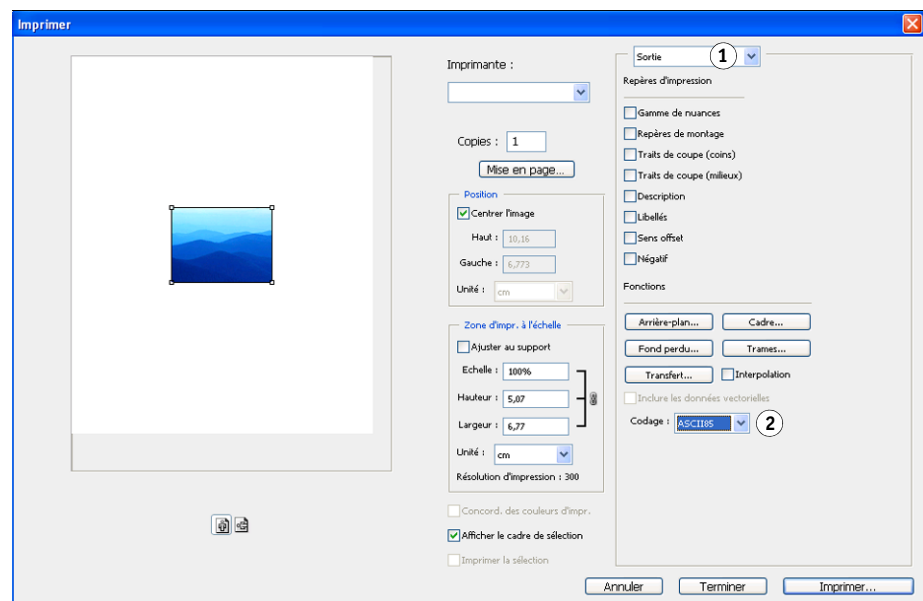 Imprimer
Imprimante :
Copies : 1
Mise en page...
Position
Centrer l'image
Haut : 10,16
Gauche : 6,773
Unité : cm
Zone d'impr. à l'échelle
Ajuster au support
Echelle : 100%
Hauteur : 5,07
Largeur : 6,77
Unité : cm
Résolution d'impression : 300
Concord. des couleurs d'impr.
Afficher le cadre de sélection
Imprimer la sélection
Sortie 1
Repères d'impression
Gamme de nuances
Repères de montage
Traits de coupe (coins)
Traits de coupe (milieux)
Description
Libellés
Sens offset
Négatif
Fonctions
Arrière-plan... Cadre...
Fond perdu... Trames...
Transfert... Interpolation
Inclure les données vectorielles
Codage : ASCII85 2
Annuler Terminer Imprimer...